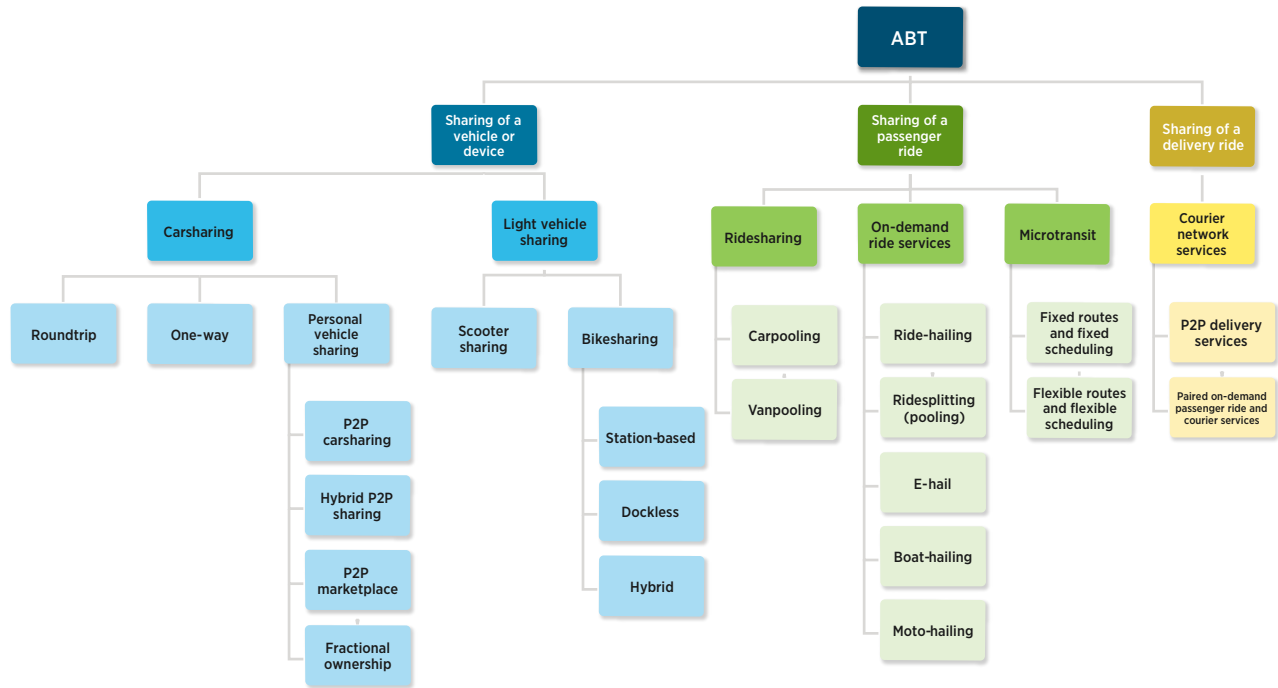 ABT
Sharing of a
vehicle or
device
Sharing of a
passenger
ride
Sharing of a
delivery ride
Carsharing
Light vehicle
sharing
Ridesharing
On-demand
ride services
Microtransit
Courier
network
services
Roundtrip
One-way
Personal
vehicle
sharing
Scooter
sharing
Bikesharing
Carpooling
Vanpooling
Ride-hailing
Ridesplitting
(pooling)
E-hail
Boat-hailing
Moto-hailing
Fixed routes
and fixed
scheduling
Flexible routes
and flexible
scheduling
P2P delivery
services
Paired on-demand
passenger ride and
courier services
P2P
carsharing
Hybrid P2P
sharing
P2P
marketplace
Fractional
ownership
Station-based
Dockless
Hybrid